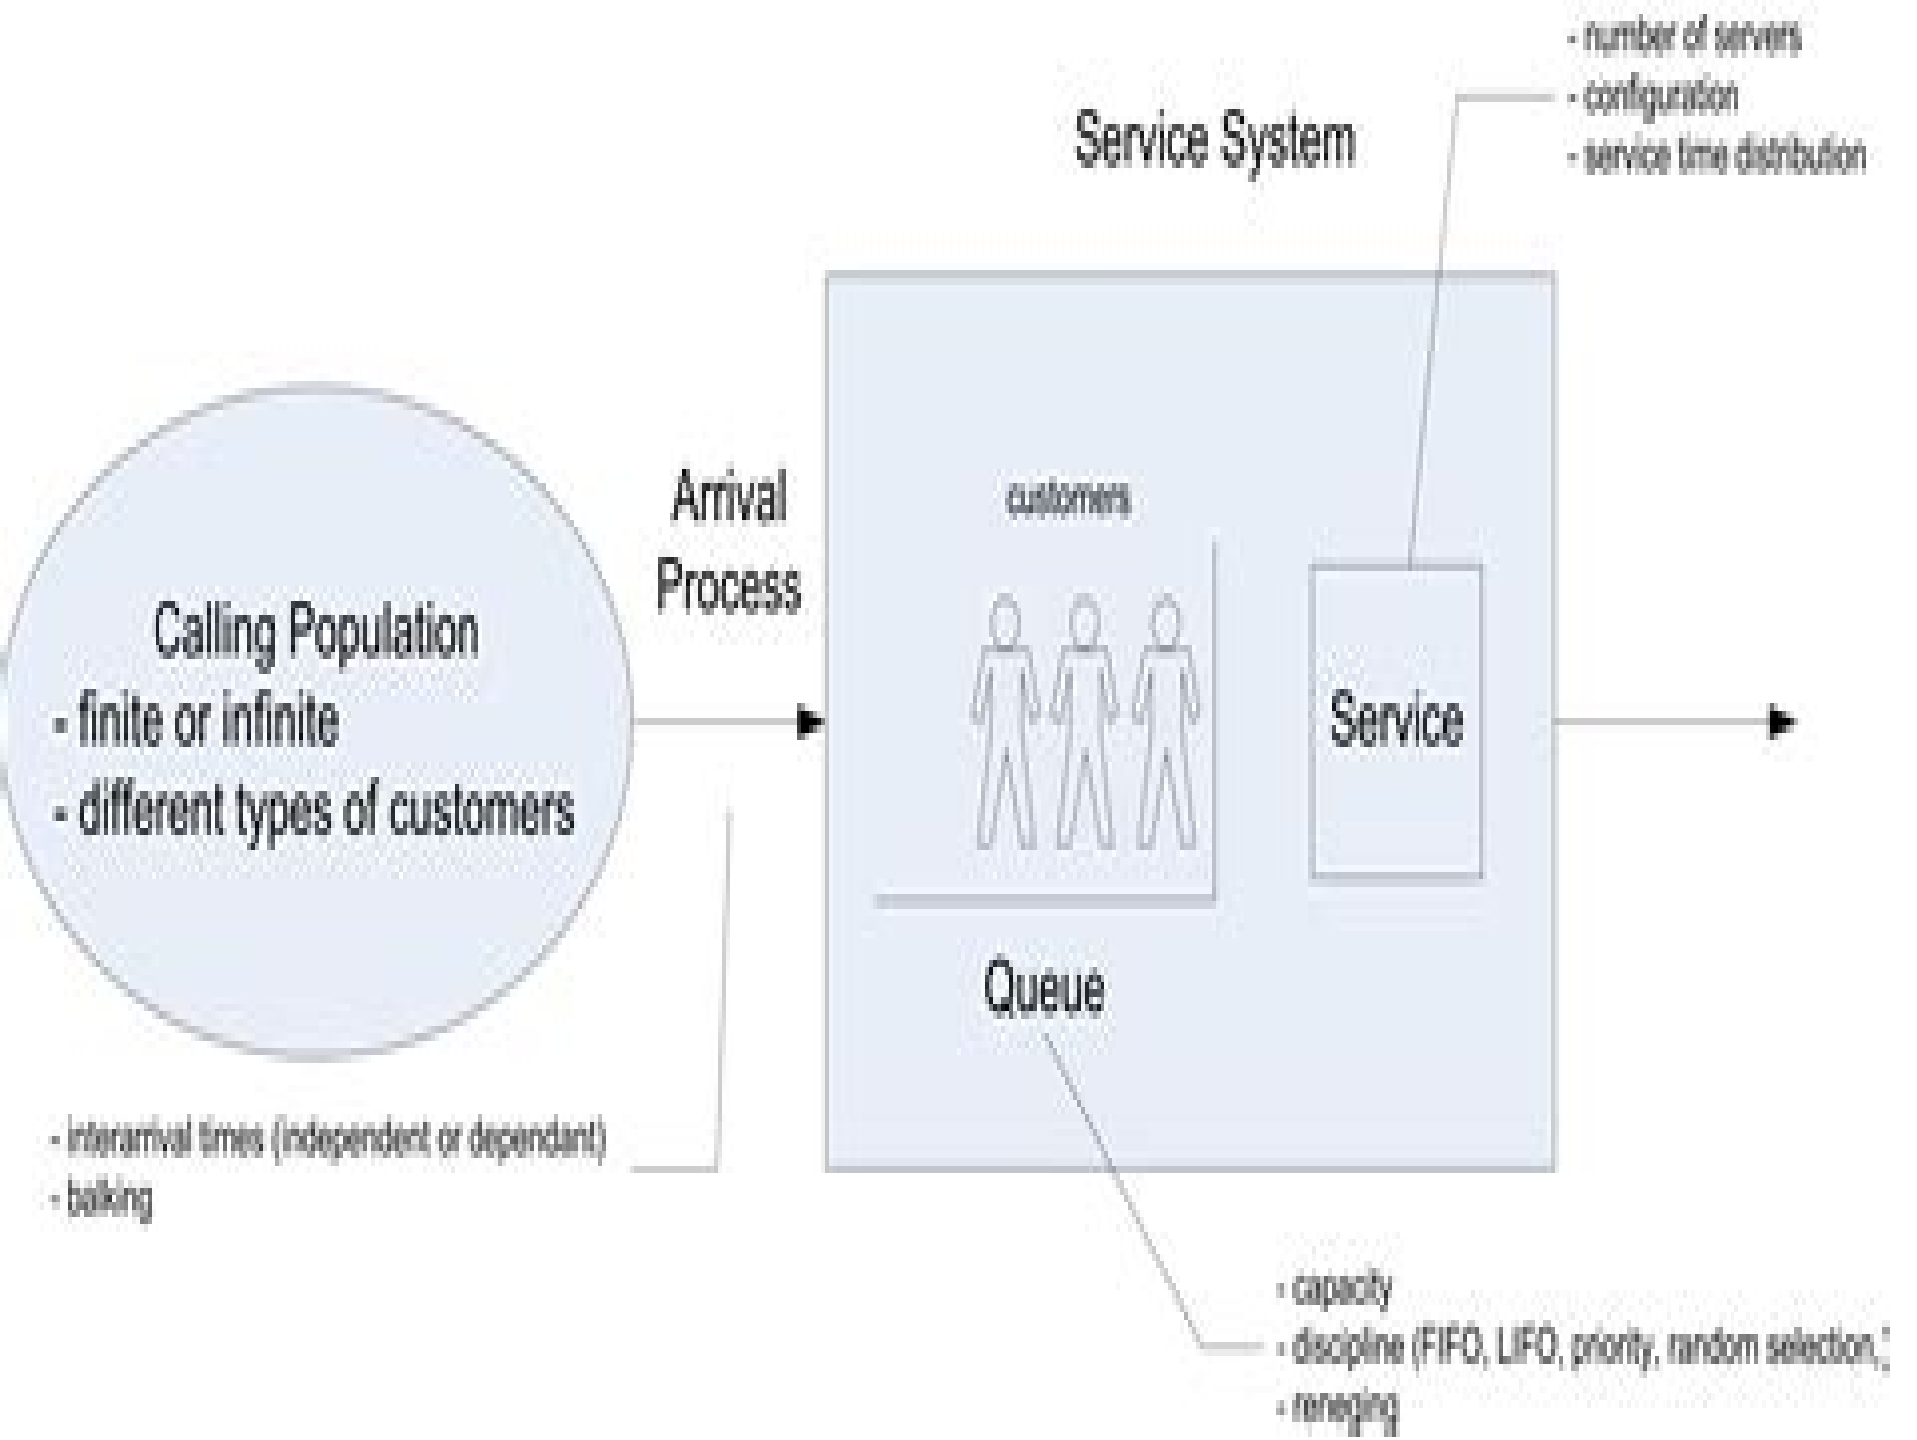 - number of servers
- configuration
- service time distribution
Service System
Arrival
Process
customers
Calling Population
- finite or infinite
- different types of customers
Service
Queue
- interarrival times (independent or dependant)
- balking
- capacity
- discipline (FIFO, LIFO, priority, random selection,
- reneging